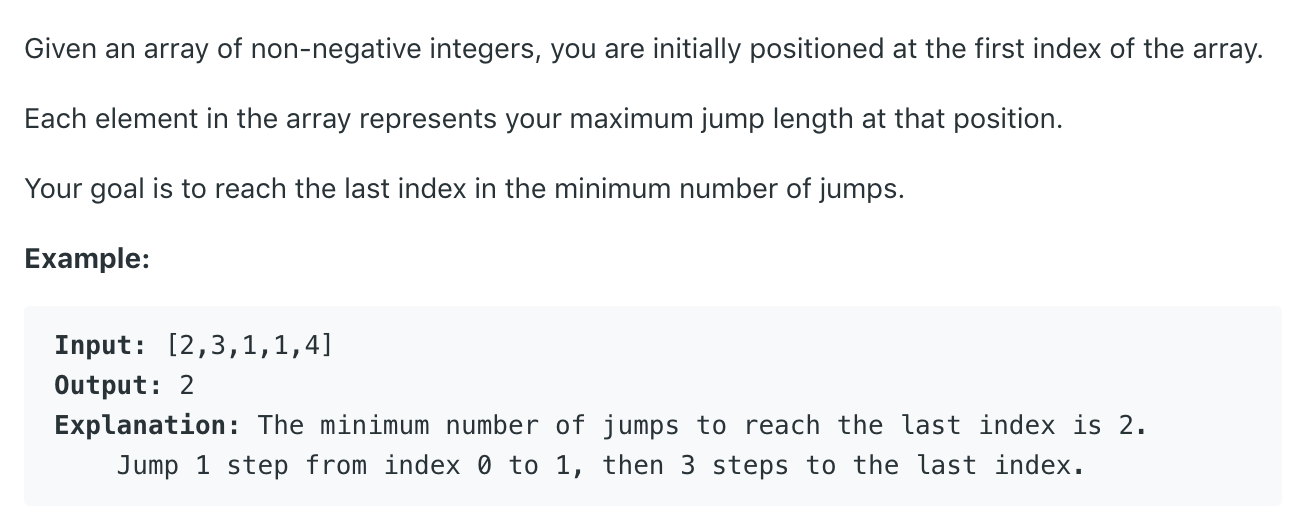 Given an array of non-negative integers, you are initially positioned at the first index of the array.
Each element in the array represents your maximum jump length at that position.
Your goal is to reach the last index in the minimum number of jumps.
Example:
Input: [2,3,1,1,4]
Output: 2
Explanation: The minimum number of jumps to reach the last index is 2.
    Jump 1 step from index 0 to 1, then 3 steps to the last index.